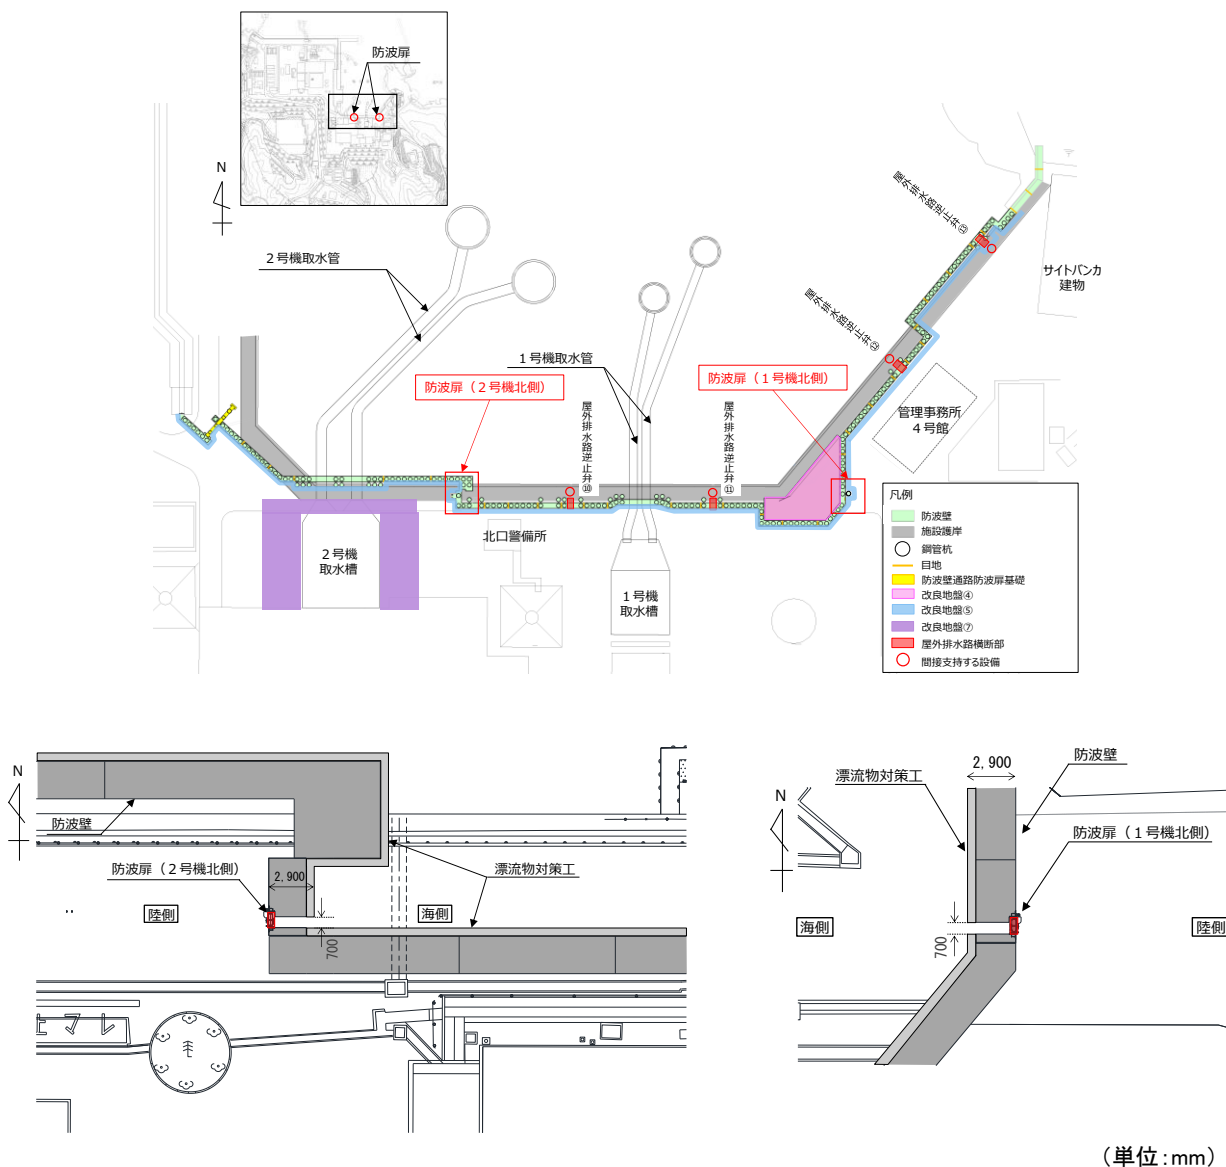 防波扉
N
2号機取水管
1号機取水管
防波扉（2号機北側）
防波扉（1号機北側）
屋外排水路逆止弁⑩
屋外排水路逆止弁⑪
屋外排水路逆止弁⑫
屋外排水路逆止弁⑬
サイトバンカ
建物
管理事務所
4号館
北口警備所
2号機
取水槽
1号機
取水槽
凡例
防波壁
施設護岸
鋼管杭
目地
防波壁通路防波扉基礎
改良地盤④
改良地盤⑤
改良地盤⑦
屋外排水路横断部
間接支持する設備
N
防波壁
防波扉（2号機北側）
2,900
陸側
海側
漂流物対策工
700
N
2,900
漂流物対策工
防波壁
防波扉（1号機北側）
海側
陸側
700
（単位:mm）